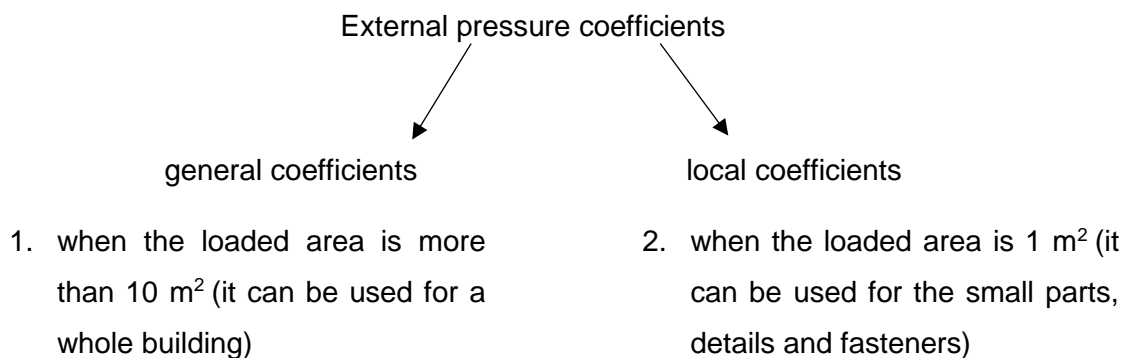 External pressure coefficients
general coefficients
local coefficients
1. when the loaded area is more
than 10 m² (it can be used for a
whole building)
2. when the loaded area is 1 m² (it
can be used for the small parts,
details and fasteners)